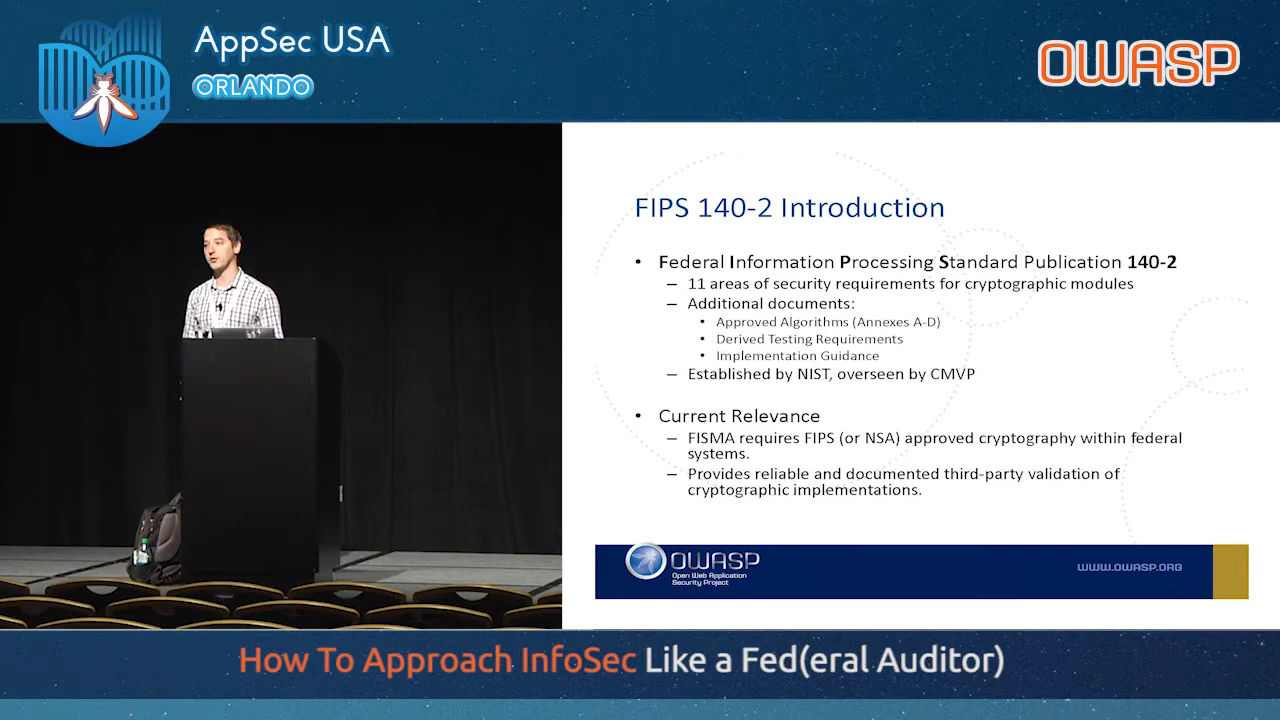 AppSec USA
ORLANDO
OWASP
FIPS 140-2 Introduction
• Federal Information Processing Standard Publication 140-2
– 11 areas of security requirements for cryptographic modules
– Additional documents:
• Approved Algorithms (Annexes A-D)
• Derived Testing Requirements
• Implementation Guidance
– Established by NIST, overseen by CMVP
• Current Relevance
– FISMA requires FIPS (or NSA) approved cryptography within federal
systems.
– Provides reliable and documented third-party validation of
cryptographic implementations.
OWASP
Open Web Application
Security Project
WWW.OWASP.ORG
How To Approach InfoSec Like a Fed(eral Auditor)